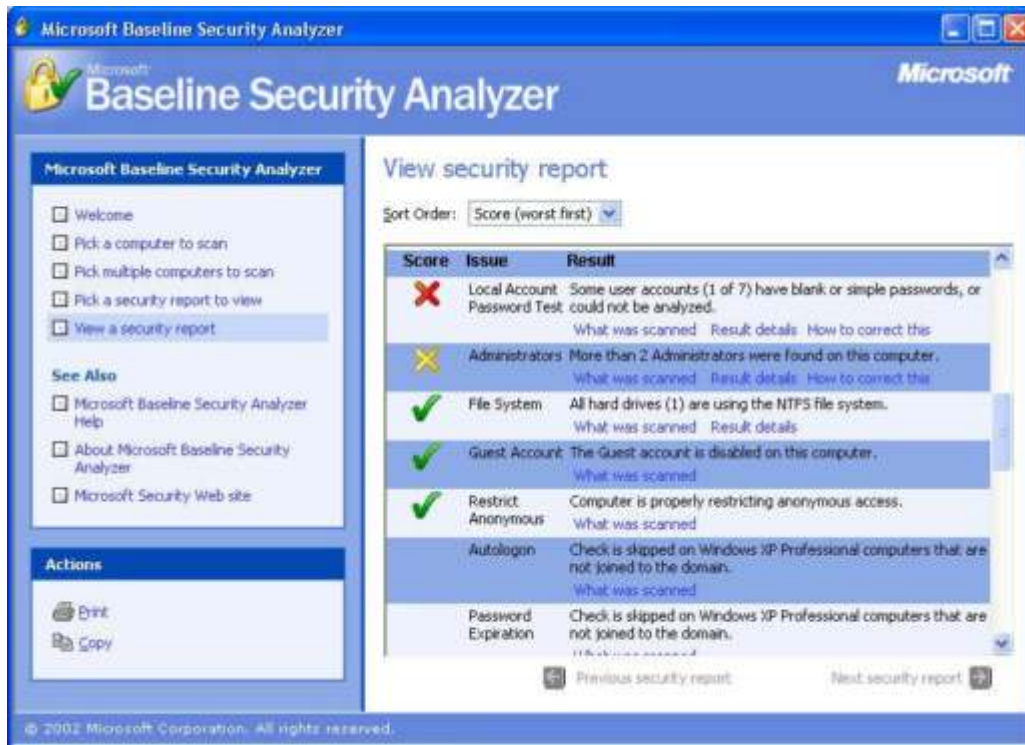 Microsoft Baseline Security Analyzer
Microsoft
Baseline Security Analyzer
Microsoft
Microsoft Baseline Security Analyzer
Welcome
Pick a computer to scan
Pick multiple computers to scan
Pick a security report to view
View a security report
See Also
Microsoft Baseline Security Analyzer
Help
About Microsoft Baseline Security
Analyzer
Microsoft Security Web site
Actions
Print
Copy
View security report
Sort Order: Score (worst first)
Score Issue Result
Local Account Some user accounts (1 of 7) have blank or simple passwords, or
Password Test could not be analyzed.
What was scanned Result details How to correct this
Administrators More than 2 Administrators were found on this computer.
What was scanned Result details How to correct this
File System All hard drives (1) are using the NTFS file system.
What was scanned Result details
Guest Account The Guest account is disabled on this computer.
What was scanned
Restrict Computer is properly restricting anonymous access.
Anonymous What was scanned
Autologon Check is skipped on Windows XP Professional computers that are
not joined to the domain.
What was scanned
Password Check is skipped on Windows XP Professional computers that are
Expiration not joined to the domain.
What was scanned
Previous security report Next security report
© 2002 Microsoft Corporation. All rights reserved.